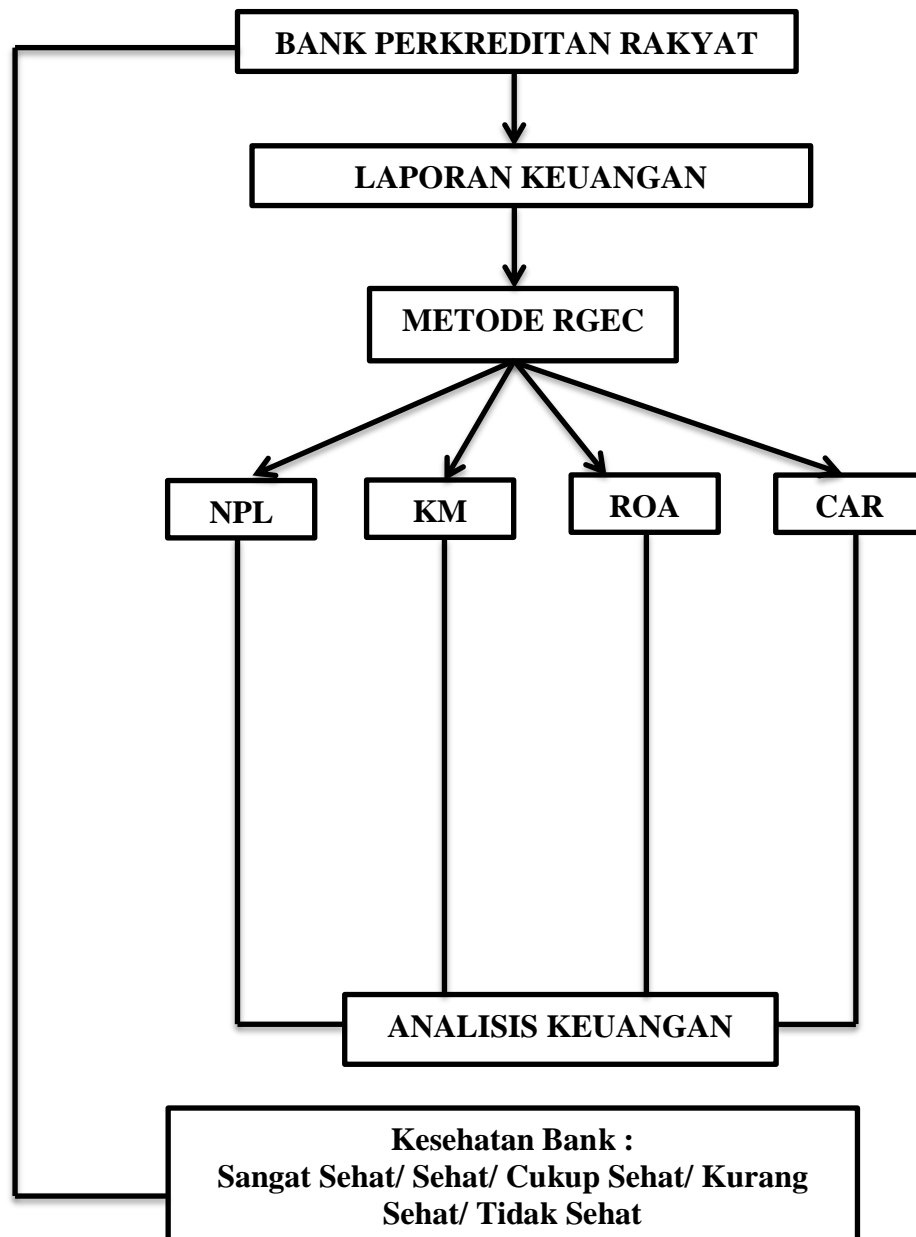 BANK PERKREDITAN RAKYAT
LAPORAN KEUANGAN
METODE RGEC
NPL
KM
ROA
CAR
ANALISIS KEUANGAN
Kesehatan Bank :
Sangat Sehat/ Sehat/ Cukup Sehat/ Kurang
Sehat/ Tidak Sehat